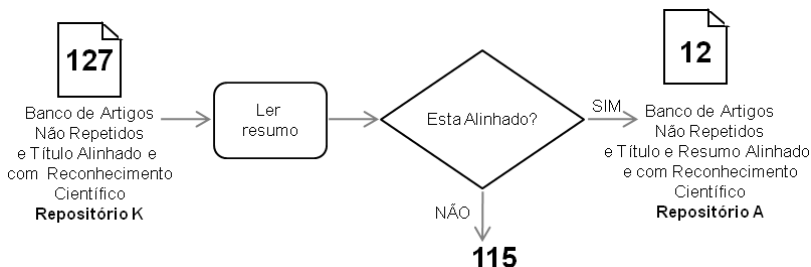 127
Banco de Artigos
Não Repetidos
e Título Alinhado e
com Reconhecimento
Científico
Repositório K
Ler
resumo
Esta Alinhado?
SIM
NÃO
115
12
Banco de Artigos
Não Repetidos
e Título e Resumo Alinhado
e com Reconhecimento
Científico
Repositório A